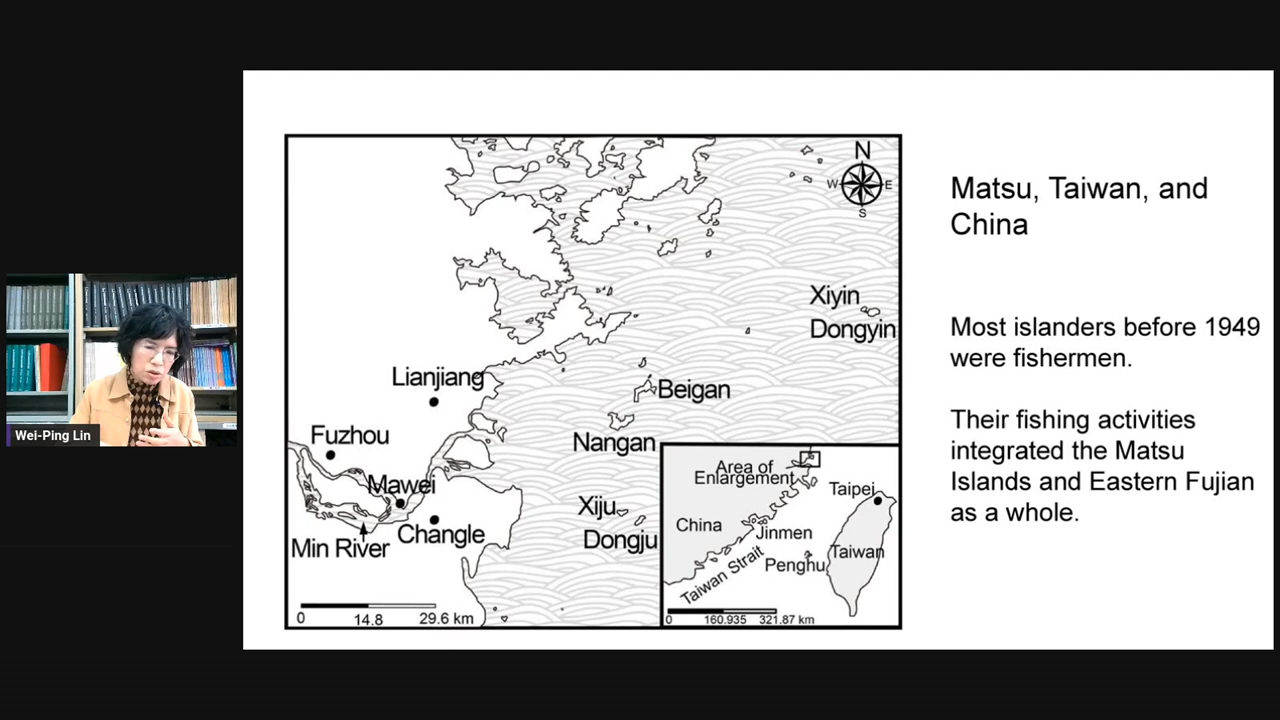 Matsu, Taiwan, and
China
Most islanders before 1949
were fishermen.
Their fishing activities
integrated the Matsu
Islands and Eastern Fujian
as a whole.
N
W
E
S
Xiyin
Dongyin
Lianjiang
Beigan
Nangan
Fuzhou
Mawei
Changle
Min River
Xiju
Dongju
0 14.8 29.6 km
Area of
Enlargement
Taipei
China
Jinmen
Taiwan
Penghu
Taiwan Strait
0 160.935 321.87 km
Wei-Ping Lin